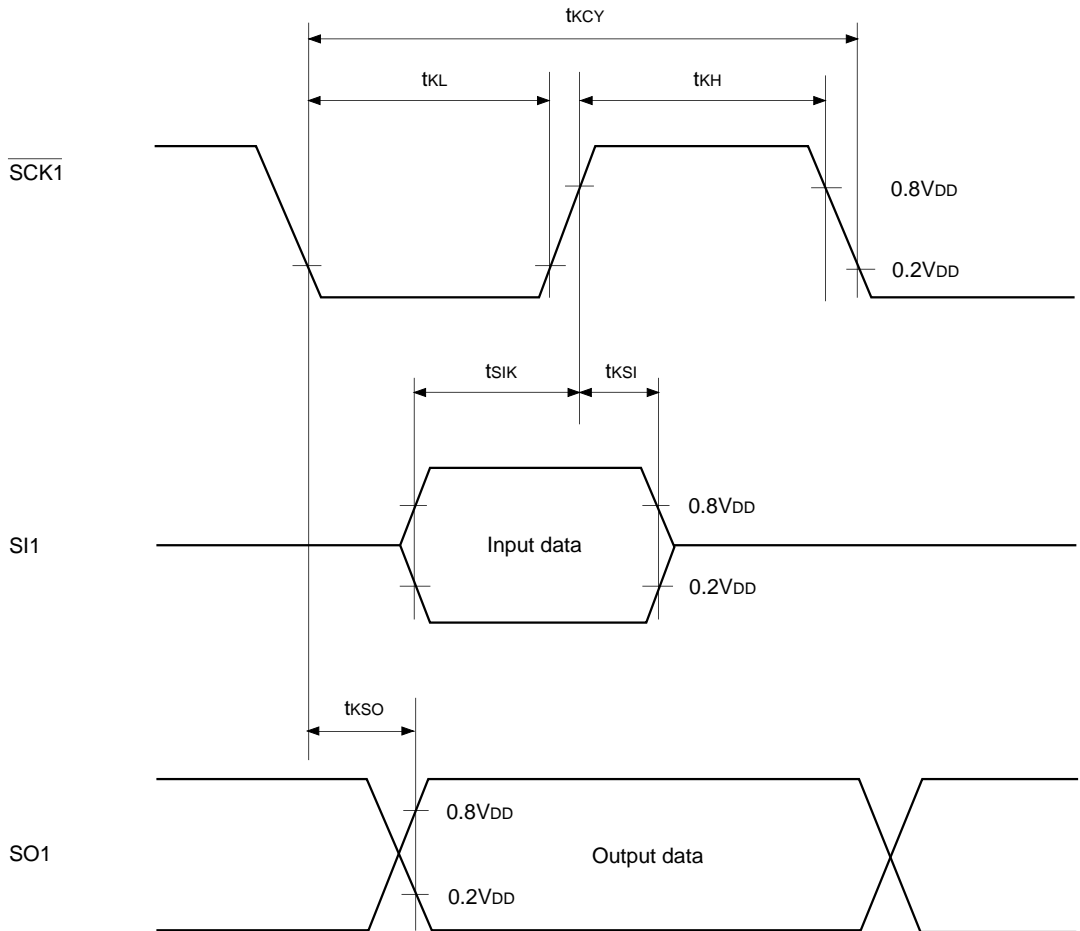 tKCY
tKL
tKH
SCK1
0.8VDD
0.2VDD
tSIK
tKSI
0.8VDD
SI1
Input data
0.2VDD
tKSO
0.8VDD
SO1
Output data
0.2VDD